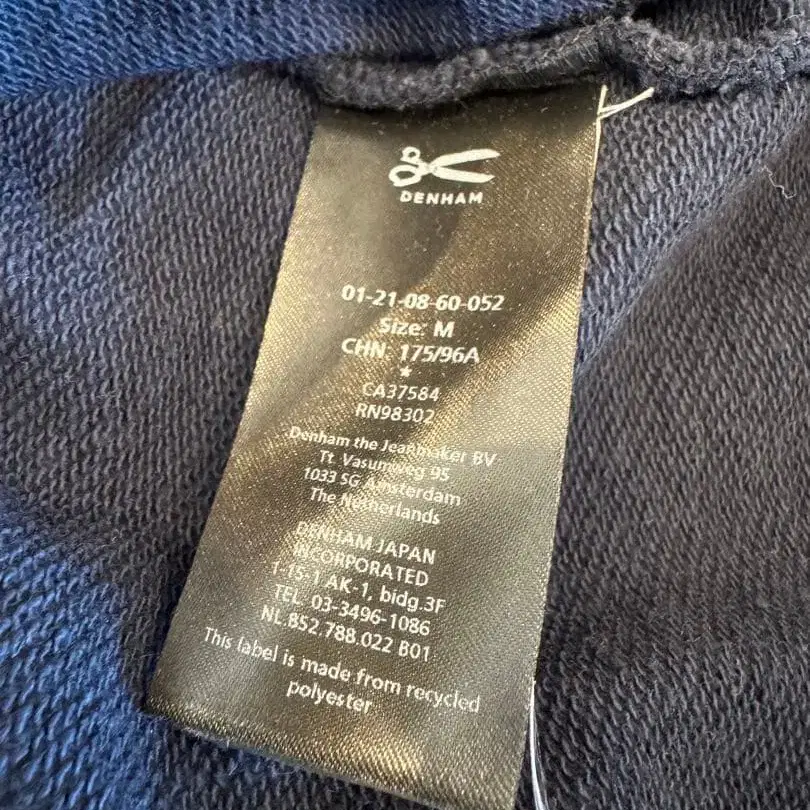 DENHAM
01-21-08-60-052
Size: M
CHN: 175/96A
*
CA37584
RN98302
Denham the Jeanmaker BV
Tt. Vasumweg 95
1033 SG Amsterdam
The Netherlands
DENHAM JAPAN
INCORPORATED
1-15-1 AK-1, bidg.3F
TEL. 03-3496-1086
NL.852.788.022 B01
This label is made from recycled
polyester